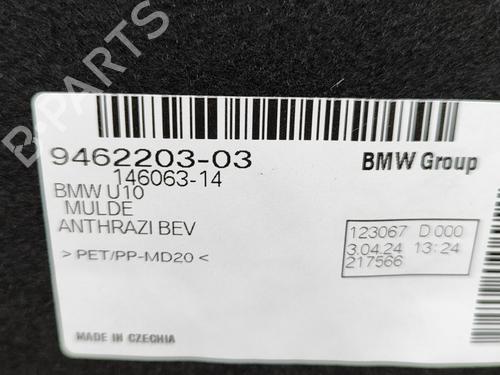 9462203-03
BMW Group
146063-14
BMW U10
MULDE
ANTHRAZI BEV
> PET/PP-MD20 <
123067 D 000
3.04.24 13:24
217566
MADE IN CZECHIA
B-PARTS